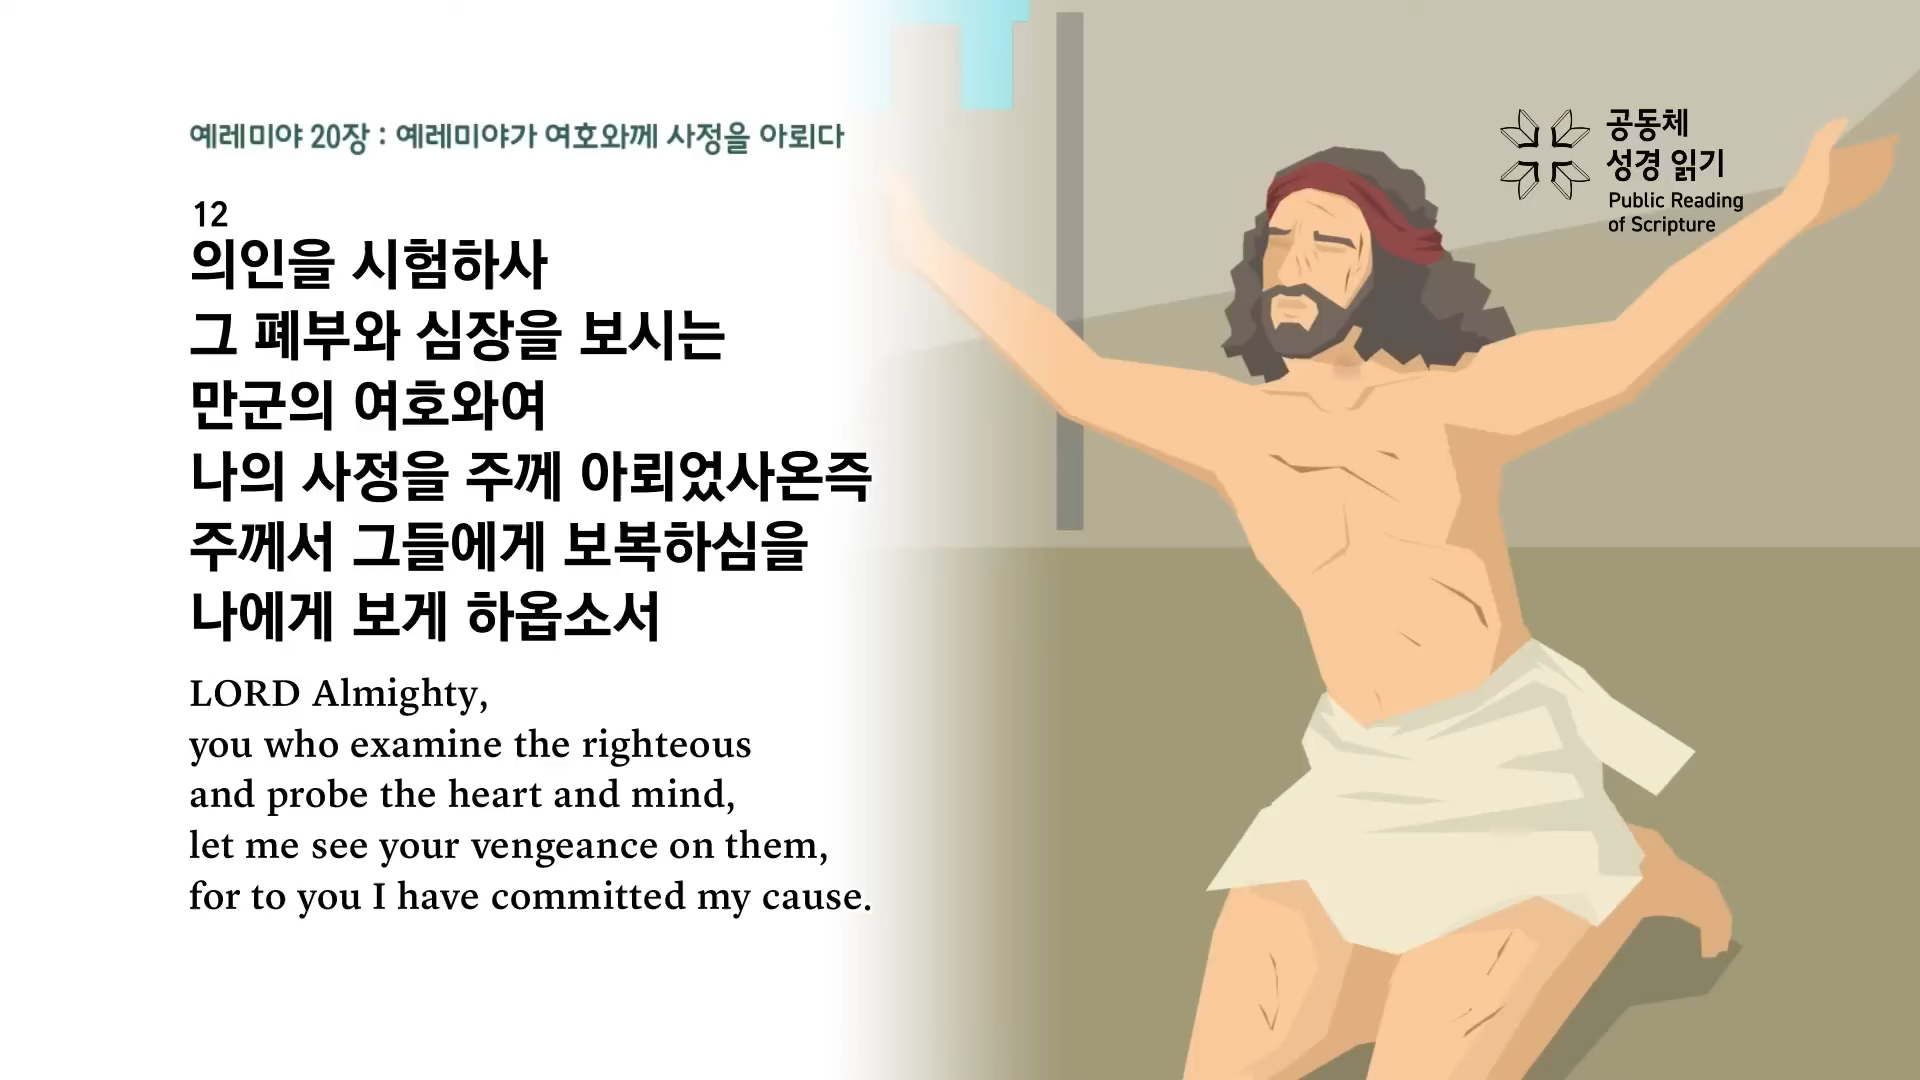 예레미야 20장 : 예레미야가 여호와께 사정을 아뢰다
12
의인을 시험하사
그 폐부와 심장을 보시는
만군의 여호와여
나의 사정을 주께 아뢰었사온즉
주께서 그들에게 보복하심을
나에게 보게 하옵소서
LORD Almighty,
you who examine the righteous
and probe the heart and mind,
let me see your vengeance on them,
for to you I have committed my cause.
공동체
성경 읽기
Public Reading
of Scripture